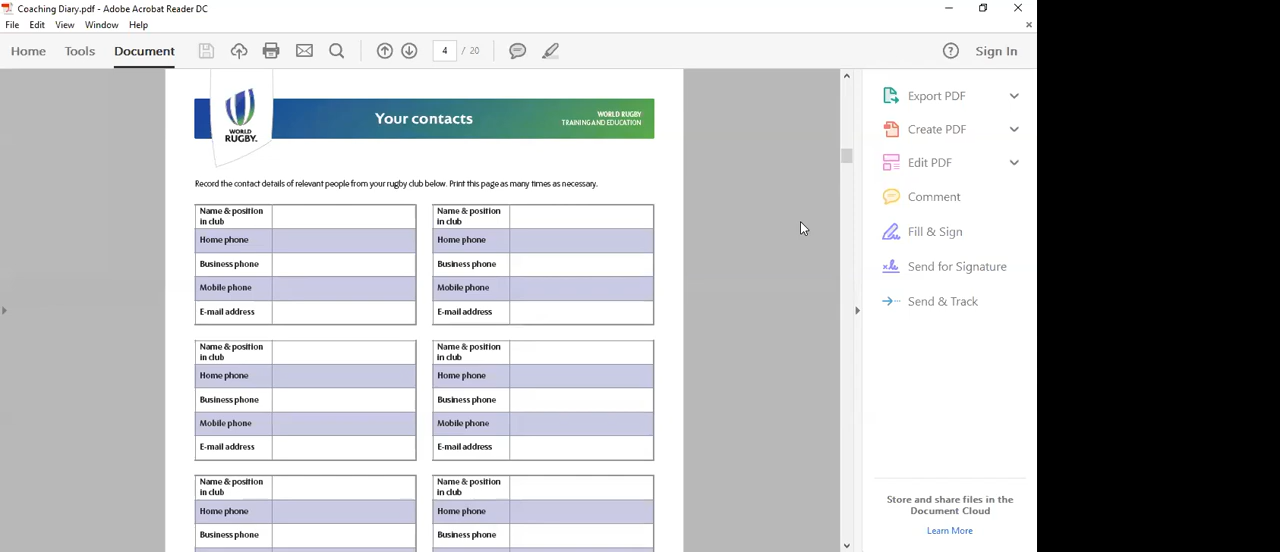 Coaching Diary.pdf - Adobe Acrobat Reader DC
File Edit View Window Help
Home Tools Document 4 / 20 Sign In
Your contacts
WORLD RUGBY
TRAINING AND EDUCATION
WORLD
RUGBY.
Record the contact details of relevant people from your rugby club below. Print this page as many times as necessary.
Name & position
in club
Home phone
Business phone
Mobile phone
E-mail address
Name & position
in club
Home phone
Business phone
Mobile phone
E-mail address
Name & position
in club
Home phone
Business phone
Mobile phone
E-mail address
Name & position
in club
Home phone
Business phone
Mobile phone
E-mail address
Name & position
in club
Home phone
Business phone
Name & position
in club
Home phone
Business phone
Export PDF
Create PDF
Edit PDF
Comment
Fill & Sign
Send for Signature
Send & Track
Store and share files in the
Document Cloud
Learn More